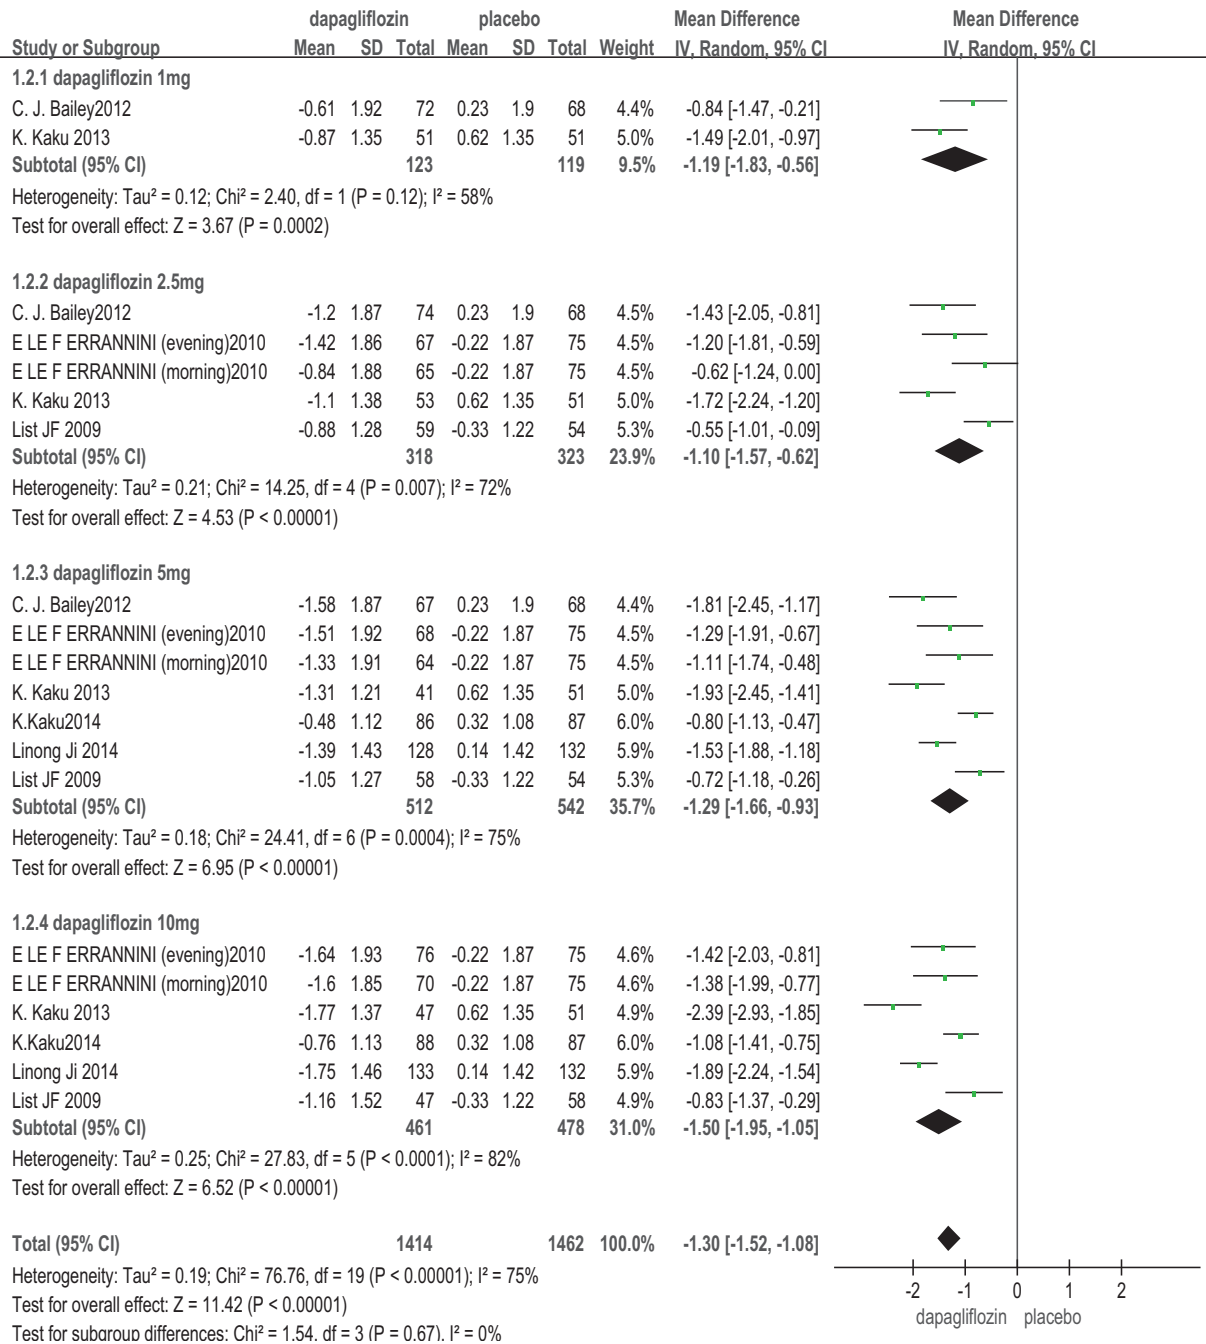 dapagliflozin placebo Mean Difference Mean Difference
Study or Subgroup Mean SD Total Mean SD Total Weight IV, Random, 95% CI IV, Random, 95% CI
1.2.1 dapagliflozin 1mg
C. J. Bailey2012 -0.61 1.92 72 0.23 1.9 68 4.4% -0.84 [-1.47, -0.21]
K. Kaku 2013 -0.87 1.35 51 0.62 1.35 51 5.0% -1.49 [-2.01, -0.97]
Subtotal (95% CI) 123 119 9.5% -1.19 [-1.83, -0.56]
Heterogeneity: Tau² = 0.12; Chi² = 2.40, df = 1 (P = 0.12); I² = 58%
Test for overall effect: Z = 3.67 (P = 0.0002)
1.2.2 dapagliflozin 2.5mg
C. J. Bailey2012 -1.2 1.87 74 0.23 1.9 68 4.5% -1.43 [-2.05, -0.81]
E LE F ERRANNINI (evening)2010 -1.42 1.86 67 -0.22 1.87 75 4.5% -1.20 [-1.81, -0.59]
E LE F ERRANNINI (morning)2010 -0.84 1.88 65 -0.22 1.87 75 4.5% -0.62 [-1.24, 0.00]
K. Kaku 2013 -1.1 1.38 53 0.62 1.35 51 5.0% -1.72 [-2.24, -1.20]
List JF 2009 -0.88 1.28 59 -0.33 1.22 54 5.3% -0.55 [-1.01, -0.09]
Subtotal (95% CI) 318 323 23.9% -1.10 [-1.57, -0.62]
Heterogeneity: Tau² = 0.21; Chi² = 14.25, df = 4 (P = 0.007); I² = 72%
Test for overall effect: Z = 4.53 (P < 0.00001)
1.2.3 dapagliflozin 5mg
C. J. Bailey2012 -1.58 1.87 67 0.23 1.9 68 4.4% -1.81 [-2.45, -1.17]
E LE F ERRANNINI (evening)2010 -1.51 1.92 68 -0.22 1.87 75 4.5% -1.29 [-1.91, -0.67]
E LE F ERRANNINI (morning)2010 -1.33 1.91 64 -0.22 1.87 75 4.5% -1.11 [-1.74, -0.48]
K. Kaku 2013 -1.31 1.21 41 0.62 1.35 51 5.0% -1.93 [-2.45, -1.41]
K.Kaku2014 -0.48 1.12 86 0.32 1.08 87 6.0% -0.80 [-1.13, -0.47]
Linong Ji 2014 -1.39 1.43 128 0.14 1.42 132 5.9% -1.53 [-1.88, -1.18]
List JF 2009 -1.05 1.27 58 -0.33 1.22 54 5.3% -0.72 [-1.18, -0.26]
Subtotal (95% CI) 512 542 35.7% -1.29 [-1.66, -0.93]
Heterogeneity: Tau² = 0.18; Chi² = 24.41, df = 6 (P = 0.0004); I² = 75%
Test for overall effect: Z = 6.95 (P < 0.00001)
1.2.4 dapagliflozin 10mg
E LE F ERRANNINI (evening)2010 -1.64 1.93 76 -0.22 1.87 75 4.6% -1.42 [-2.03, -0.81]
E LE F ERRANNINI (morning)2010 -1.6 1.85 70 -0.22 1.87 75 4.6% -1.38 [-1.99, -0.77]
K. Kaku 2013 -1.77 1.37 47 0.62 1.35 51 4.9% -2.39 [-2.93, -1.85]
K.Kaku2014 -0.76 1.13 88 0.32 1.08 87 6.0% -1.08 [-1.41, -0.75]
Linong Ji 2014 -1.75 1.46 133 0.14 1.42 132 5.9% -1.89 [-2.24, -1.54]
List JF 2009 -1.16 1.52 47 -0.33 1.22 58 4.9% -0.83 [-1.37, -0.29]
Subtotal (95% CI) 461 478 31.0% -1.50 [-1.95, -1.05]
Heterogeneity: Tau² = 0.25; Chi² = 27.83, df = 5 (P < 0.0001); I² = 82%
Test for overall effect: Z = 6.52 (P < 0.00001)
Total (95% CI) 1414 1462 100.0% -1.30 [-1.52, -1.08]
Heterogeneity: Tau² = 0.19; Chi² = 76.76, df = 19 (P < 0.00001); I² = 75%
-2 -1 0 1 2
Test for overall effect: Z = 11.42 (P < 0.00001)
dapagliflozin placebo
Test for subgroup differences: Chi² = 1.54, df = 3 (P = 0.67), I² = 0%